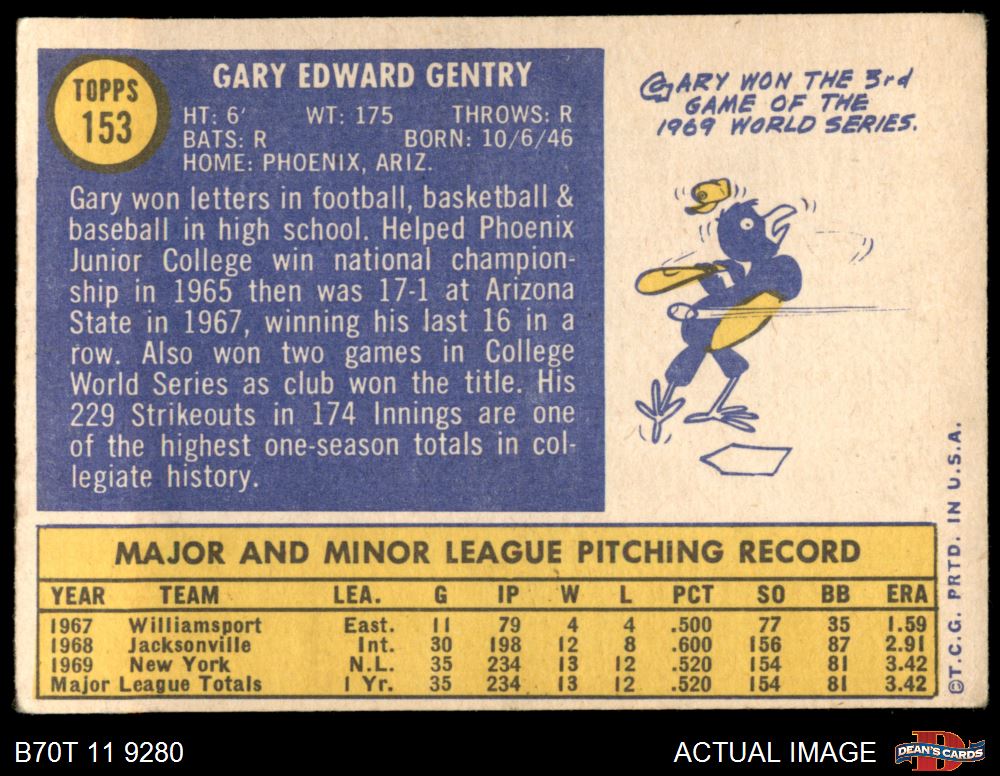 TOPPS
153
GARY EDWARD GENTRY
HT: 6' WT: 175 THROWS: R
BATS: R BORN: 10/6/46
HOME: PHOENIX, ARIZ.
Gary won letters in football, basketball &
baseball in high school. Helped Phoenix
Junior College win national champion-
ship in 1965 then was 17-1 at Arizona
State in 1967, winning his last 16 in a
row. Also won two games in College
World Series as club won the title. His
229 Strikeouts in 174 Innings are one
of the highest one-season totals in col-
legiate history.
GARY WON THE 3rd
GAME OF THE
1969 WORLD SERIES.
MAJOR AND MINOR LEAGUE PITCHING RECORD
YEAR TEAM LEA. G IP W L PCT SO BB ERA
1967 Williamsport East. 11 79 4 4 .500 77 35 1.59
1968 Jacksonville Int. 30 198 12 8 .600 156 87 2.91
1969 New York N.L. 35 234 13 12 .520 154 81 3.42
Major League Totals 1 Yr. 35 234 13 12 .520 154 81 3.42
©T.C.G. PRTD. IN U.S.A.
B70T 11 9280
ACTUAL IMAGE
DEAN'S CARDS